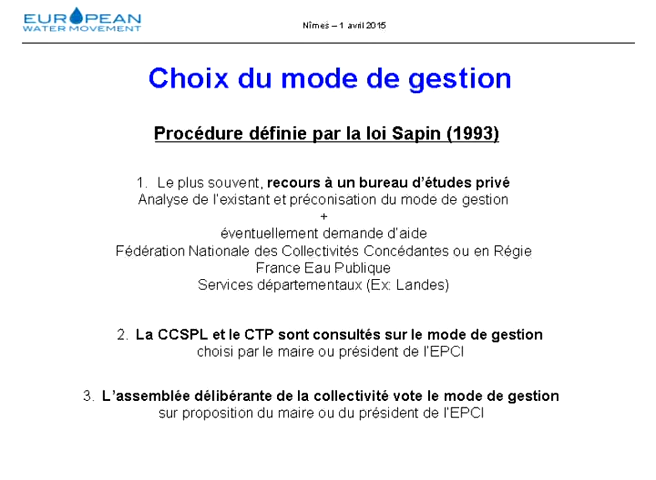 EUROPEAN
WATER MOVEMENT
Nîmes – 1 avril 2015
Choix du mode de gestion
Procédure définie par la loi Sapin (1993)
1. Le plus souvent, recours à un bureau d'études privé
Analyse de l'existant et préconisation du mode de gestion
+
éventuellement demande d'aide
Fédération Nationale des Collectivités Concédantes ou en Régie
France Eau Publique
Services départementaux (Ex: Landes)
2. La CCSPL et le CTP sont consultés sur le mode de gestion
choisi par le maire ou président de l'EPCI
3. L'assemblée délibérante de la collectivité vote le mode de gestion
sur proposition du maire ou du président de l'EPCI